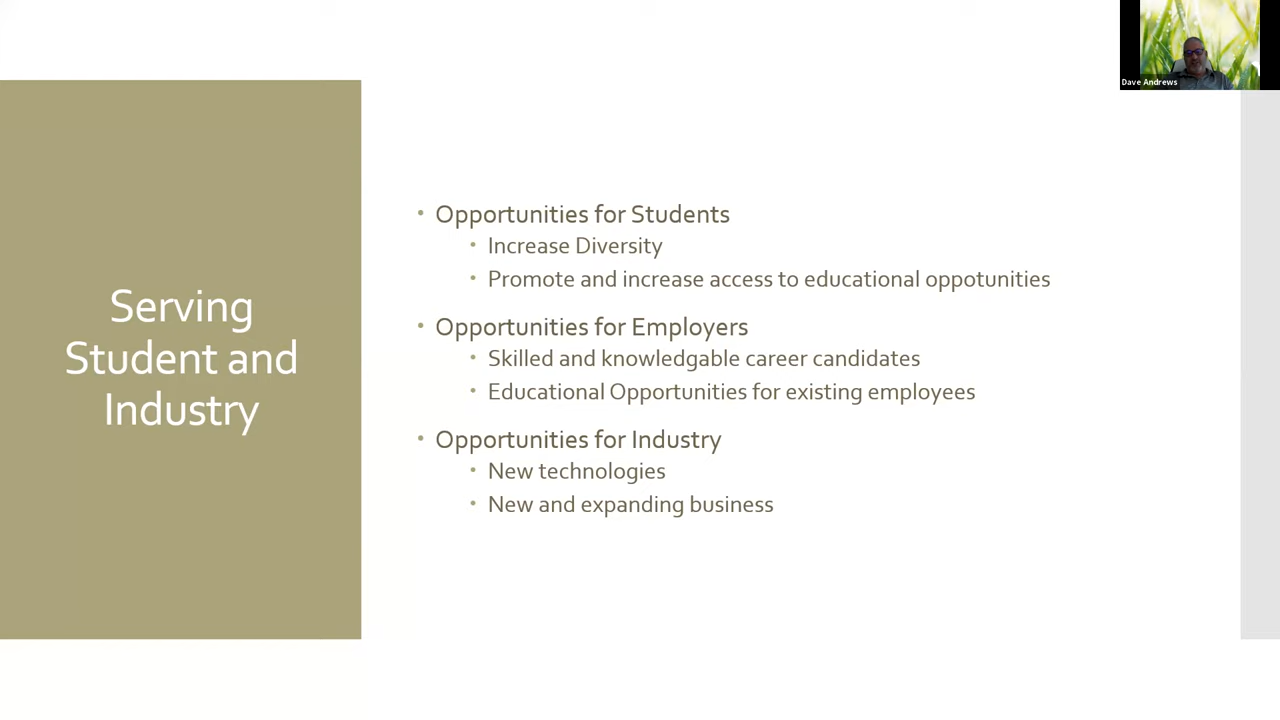 Dave Andrews
Serving
Student and
Industry
• Opportunities for Students
• Increase Diversity
• Promote and increase access to educational oppotunities
• Opportunities for Employers
• Skilled and knowledgable career candidates
• Educational Opportunities for existing employees
• Opportunities for Industry
• New technologies
• New and expanding business